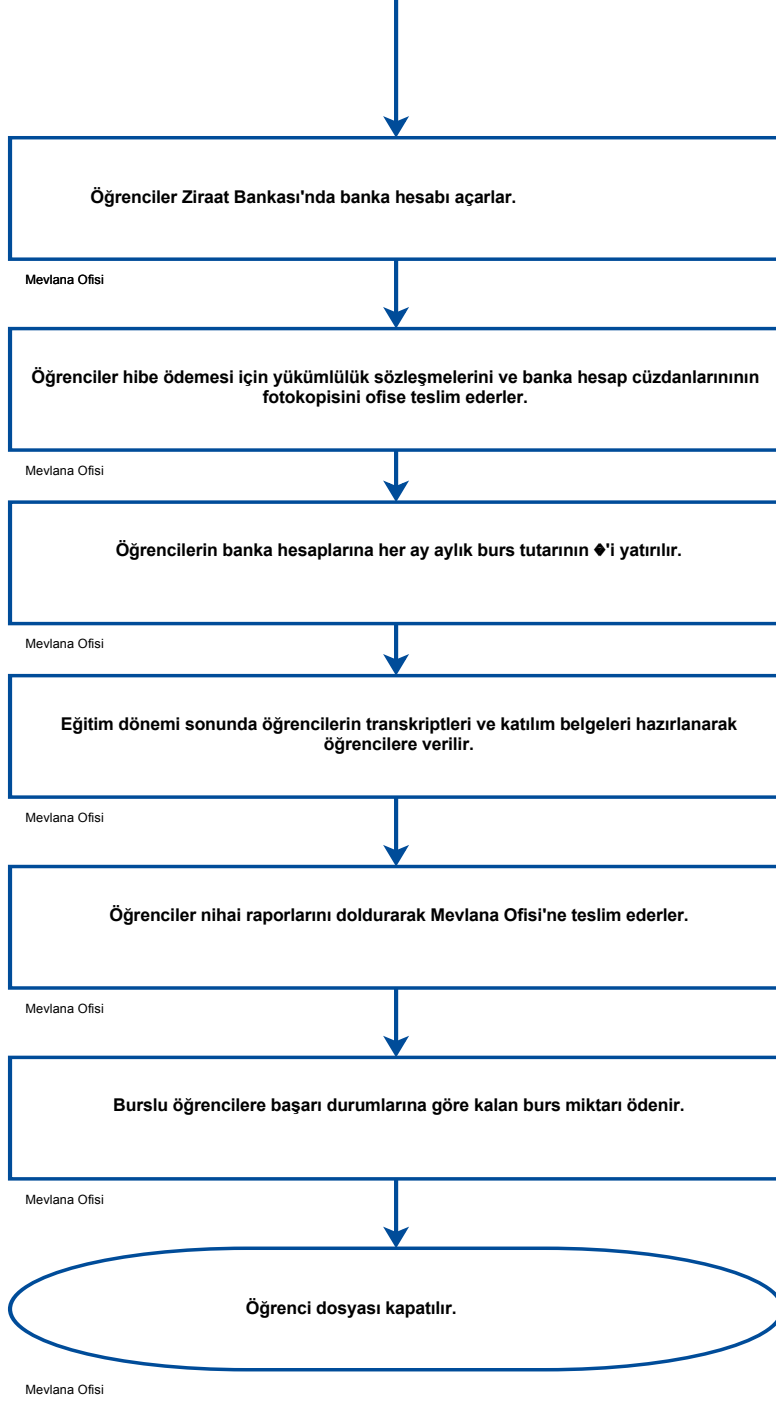 Öğrenciler Ziraat Bankası'nda banka hesabı açarlar.
Mevlana Ofisi
Öğrenciler hibe ödemesi için yükümlülük sözleşmelerini ve banka hesap cüzdanlarınının
fotokopisini ofise teslim ederler.
Mevlana Ofisi
Öğrencilerin banka hesaplarına her ay aylık burs tutarının �'i yatırılır.
Mevlana Ofisi
Eğitim dönemi sonunda öğrencilerin transkriptleri ve katılım belgeleri hazırlanarak
öğrencilere verilir.
Mevlana Ofisi
Öğrenciler nihai raporlarını doldurarak Mevlana Ofisi'ne teslim ederler.
Mevlana Ofisi
Burslu öğrencilere başarı durumlarına göre kalan burs miktarı ödenir.
Mevlana Ofisi
Öğrenci dosyası kapatılır.
Mevlana Ofisi